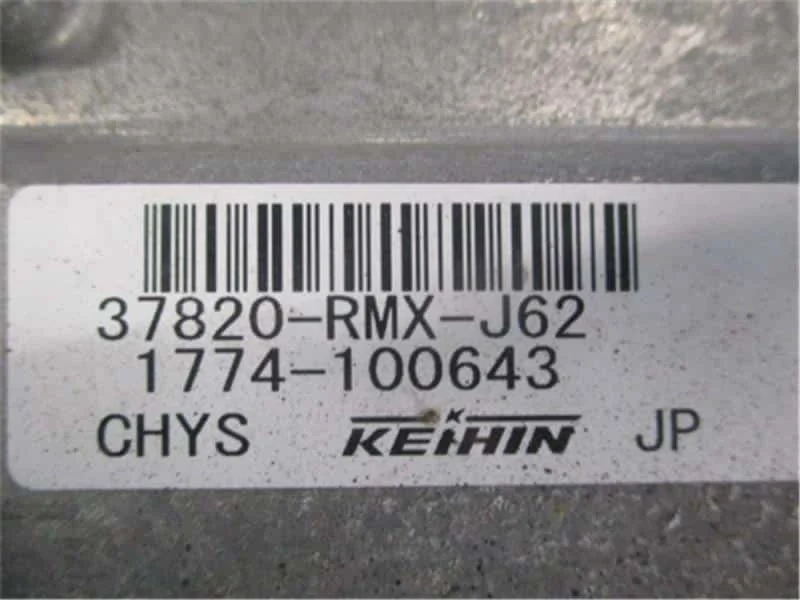 37820-RMX-J62
1774-100643
CHYS KEIHIN JP